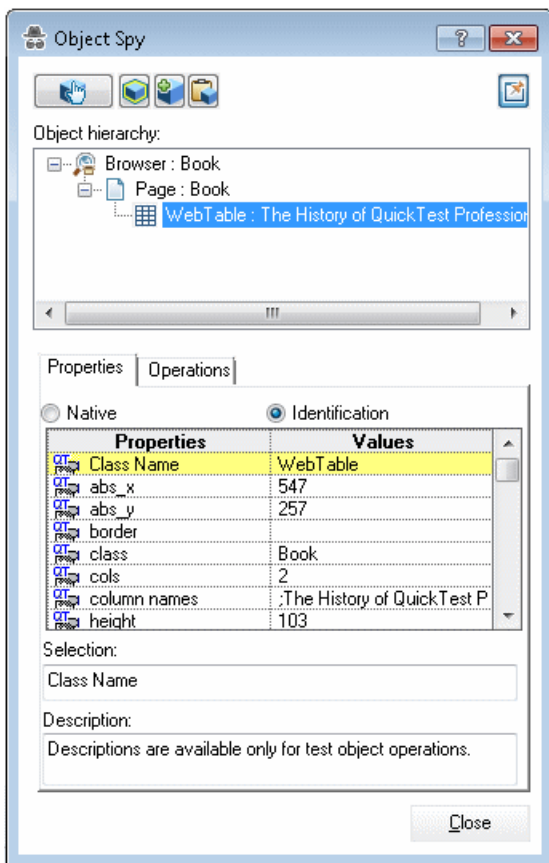 Object Spy
Object hierarchy:
Browser : Book
Page : Book
WebTable : The History of QuickTest Profession
Properties Operations
Native Identification
Properties Values
Class Name WebTable
abs_x 547
abs_y 257
border
class Book
cols 2
column names ;The History of QuickTest P
height 103
Selection:
Class Name
Description:
Descriptions are available only for test object operations.
Close